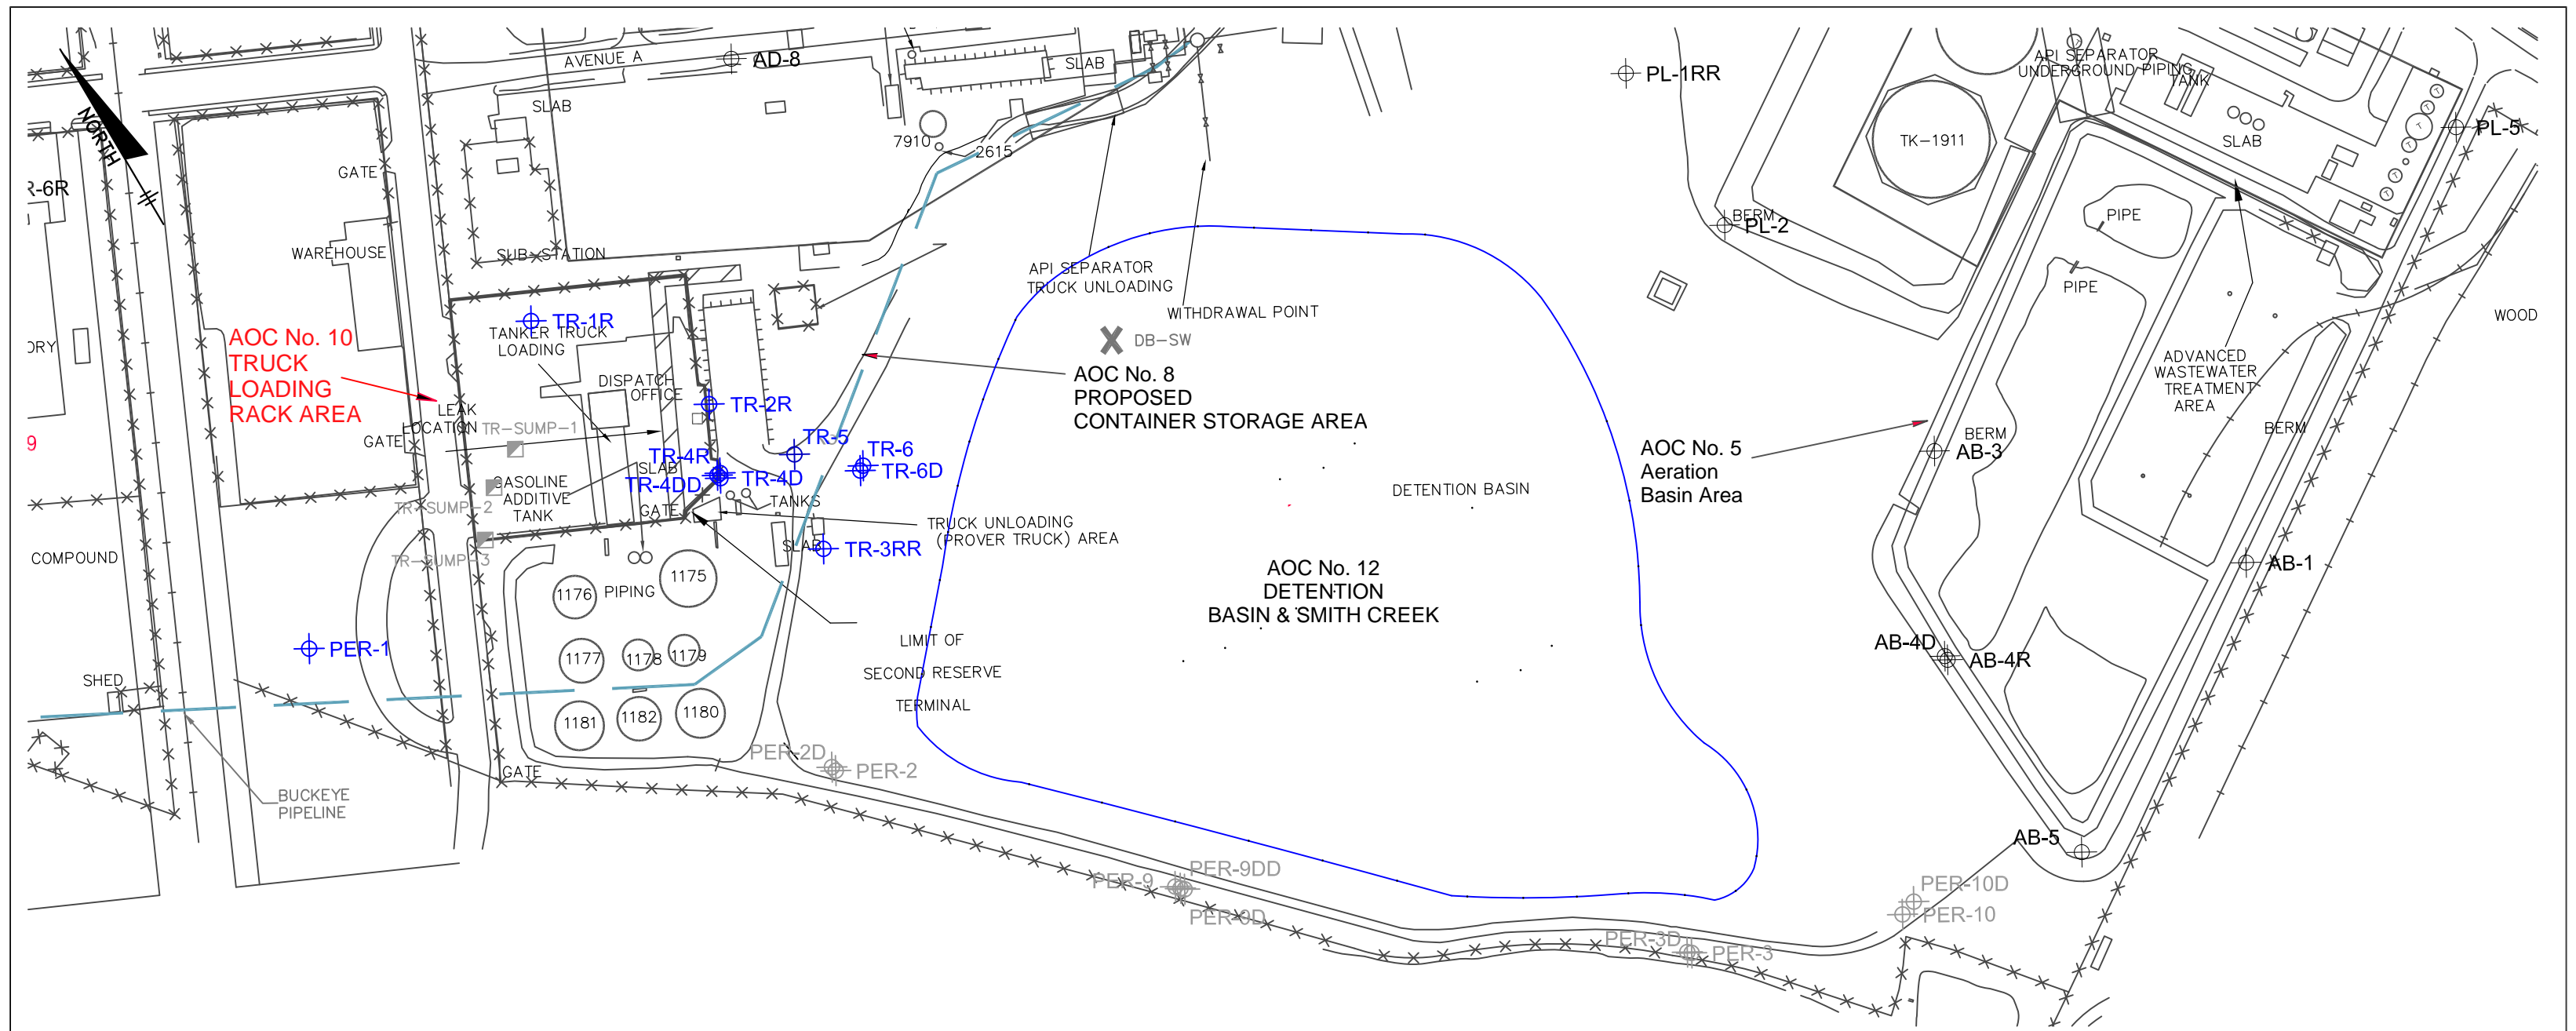 NORTH
AVENUE A
AD-8
SLAB
PL-1RR
API SEPARATOR
UNDERGROUND PIPING
TANK
SLAB
7910
2615
TK-1911
SLAB
PL-5
GATE
R-6R
WAREHOUSE
SUB-STATION
BERM
PL-2
PIPE
PIPE
API SEPARATOR
TRUCK UNLOADING
WITHDRAWAL POINT
WOOD
TR-1R
TANKER TRUCK
LOADING
AOC No. 10
TRUCK
LOADING
RACK AREA
ORY
DB-SW
AOC No. 8
PROPOSED
CONTAINER STORAGE AREA
DISPATCH
OFFICE
TR-2R
ADVANCED
WASTEWATER
TREATMENT
AREA
LEAK
LOCATION
TR-SUMP-1
GATE
9
TR-5
TR-6
TR-6D
TR-4R
SLAB
TR-4D
TR-4DD
BERM
AB-3
BERM
AOC No. 5
Aeration
Basin Area
GASOLINE
ADDITIVE
TANK
TR-SUMP-2
GATE
TANKS
DETENTION BASIN
TRUCK UNLOADING
(PROVER TRUCK) AREA
SLAB
TR-3RR
COMPOUND
TR-SUMP-3
1175
1176
PIPING
AOC No. 12
DETENTION
BASIN & SMITH CREEK
AB-1
PER-1
1177
1178
1179
LIMIT OF
SECOND RESERVE
TERMINAL
AB-4D
AB-4R
SHED
1181
1182
1180
GATE
PER-2D
PER-2
BUCKEYE
PIPELINE
AB-5
PER-9
PER-9DD
PER-9D
PER-10D
PER-10
PER-3D
PER-3